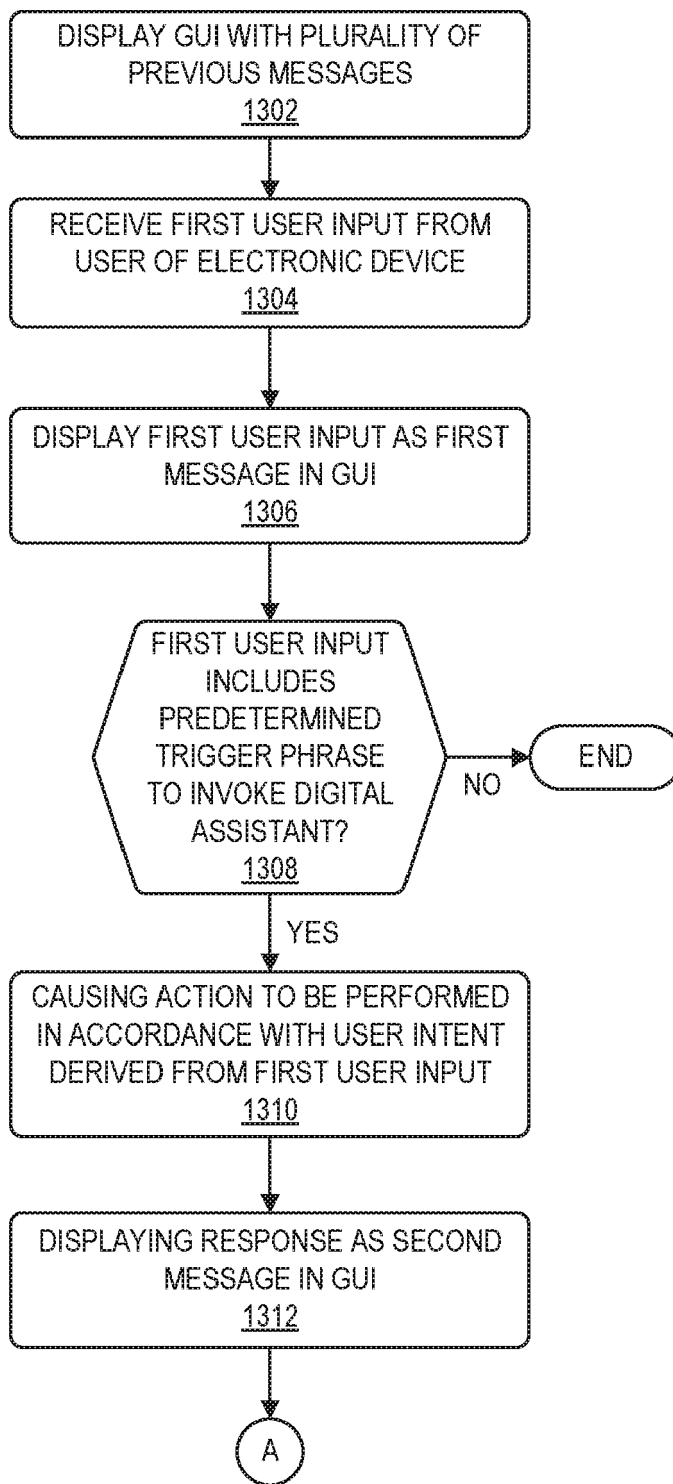 DISPLAY GUI WITH PLURALITY OF
PREVIOUS MESSAGES
1302
RECEIVE FIRST USER INPUT FROM
USER OF ELECTRONIC DEVICE
1304
DISPLAY FIRST USER INPUT AS FIRST
MESSAGE IN GUI
1306
FIRST USER INPUT
INCLUDES
PREDETERMINED
TRIGGER PHRASE
TO INVOKE DIGITAL
ASSISTANT?
1308
NO
END
YES
CAUSING ACTION TO BE PERFORMED
IN ACCORDANCE WITH USER INTENT
DERIVED FROM FIRST USER INPUT
1310
DISPLAYING RESPONSE AS SECOND
MESSAGE IN GUI
1312
A